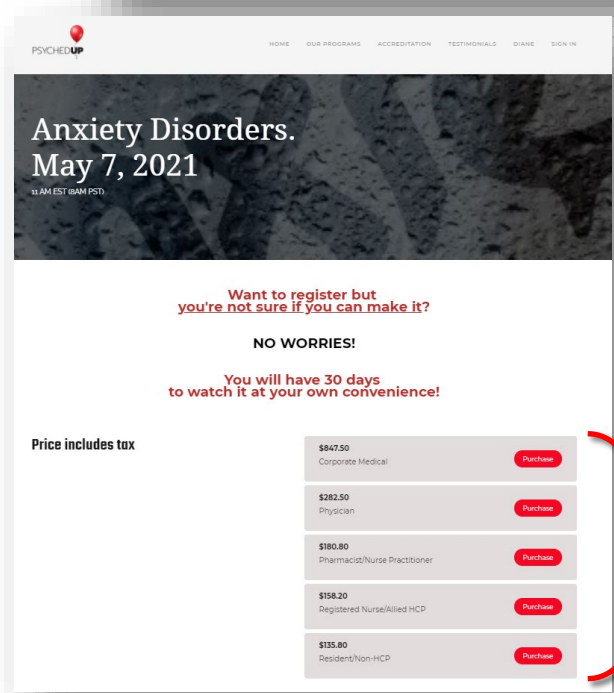 PSYCHEDUP
HOME OUR PROGRAMS ACCREDITATION TESTIMONIALS DIANE SIGN IN
Anxiety Disorders.
May 7, 2021
11 AM EST (8AM PST)
Want to register but
you're not sure if you can make it?
NO WORRIES!
You will have 30 days
to watch it at your own convenience!
Price includes tax
$847.50
Corporate Medical
Purchase
$282.50
Physician
Purchase
$180.80
Pharmacist/Nurse Practitioner
Purchase
$158.20
Registered Nurse/Allied HCP
Purchase
$135.80
Resident/Non-HCP
Purchase